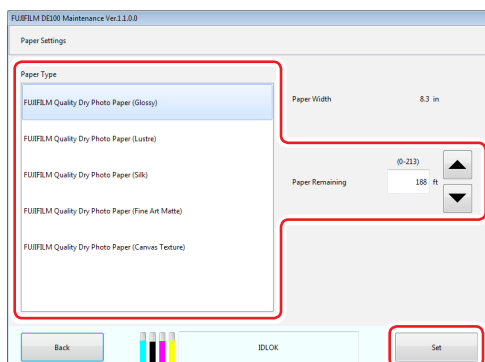 FUJIFILM DE100 Maintenance Ver.1.1.0.0
Paper Settings
Paper Type
FUJIFILM Quality Dry Photo Paper (Glossy)
FUJIFILM Quality Dry Photo Paper (Lustre)
FUJIFILM Quality Dry Photo Paper (Silk)
FUJIFILM Quality Dry Photo Paper (Fine Art Matte)
FUJIFILM Quality Dry Photo Paper (Canvas Texture)
Paper Width 8.3 in
(0-213)
Paper Remaining 188 ft
Back IDLOK Set